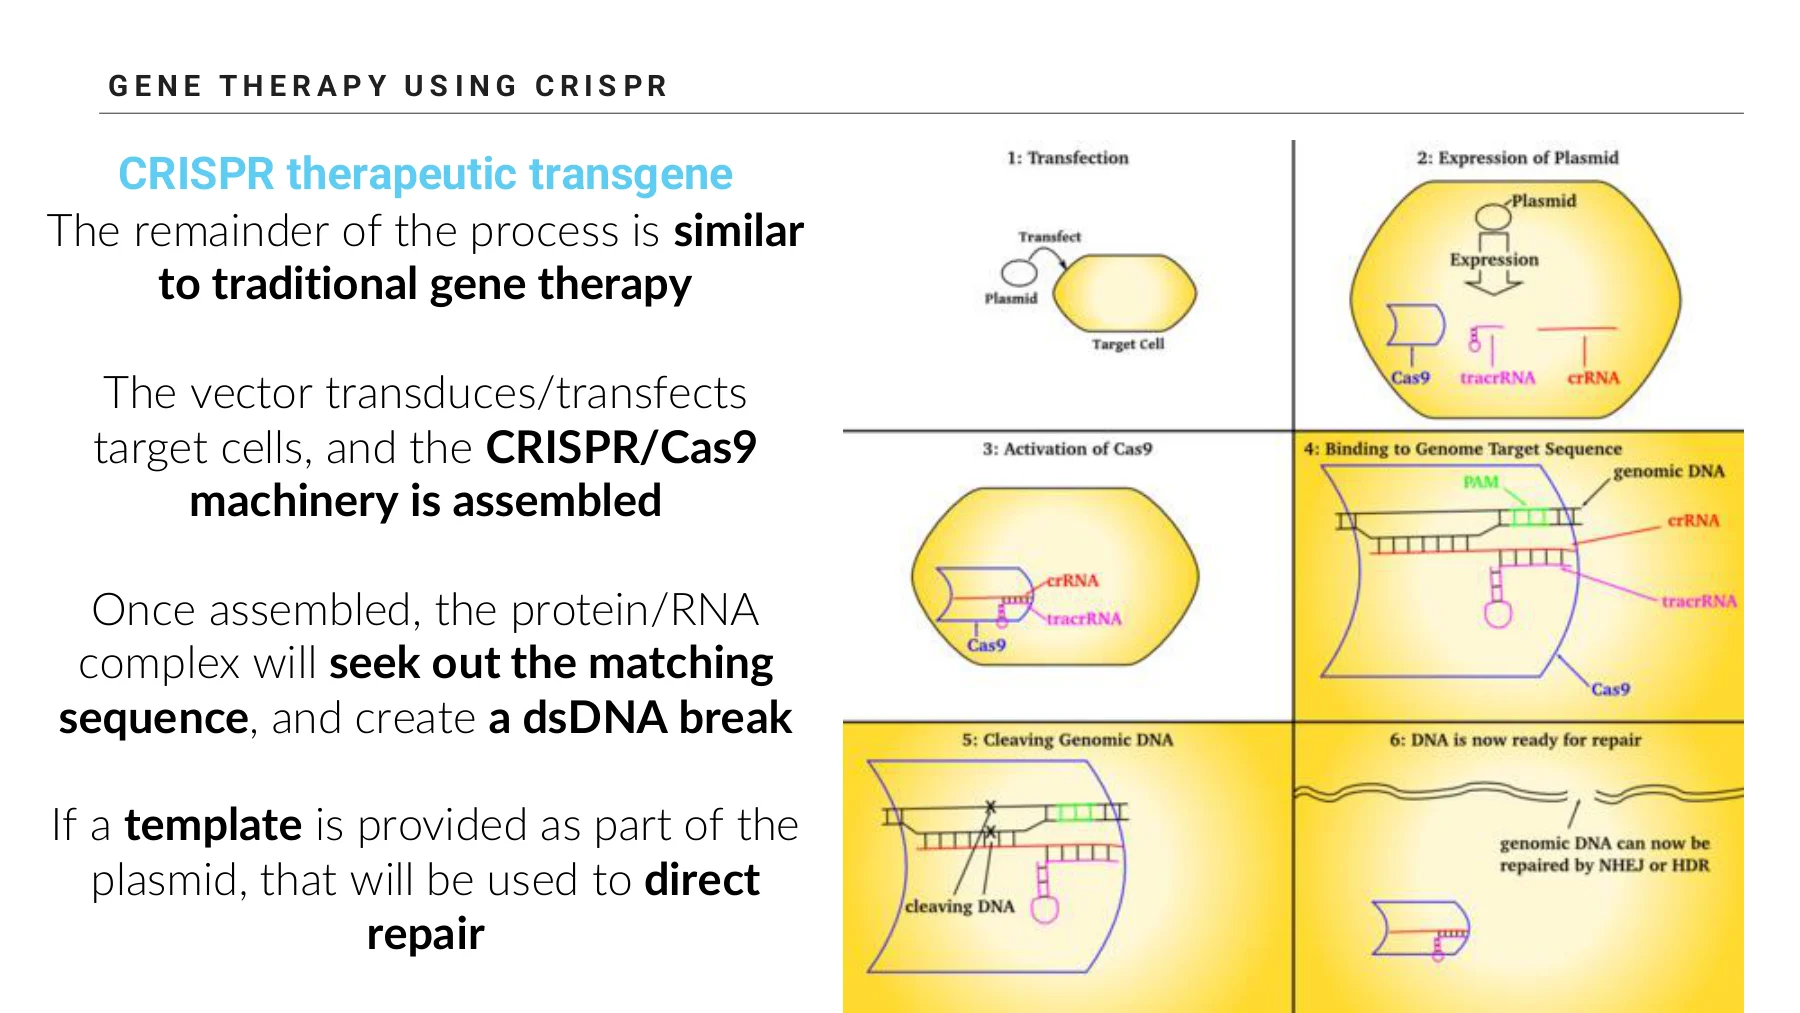 GENE THERAPY USING CRISPR
CRISPR therapeutic transgene
The remainder of the process is similar
to traditional gene therapy
The vector transduces/transfects
target cells, and the CRISPR/Cas9
machinery is assembled
Once assembled, the protein/RNA
complex will seek out the matching
sequence, and create a dsDNA break
If a template is provided as part of the
plasmid, that will be used to direct
repair
1: Transfection
Transfect
Plasmid
Target Cell
2: Expression of Plasmid
Plasmid
Expression
Cas9
tracrRNA
crRNA
3: Activation of Cas9
crRNA
tracrRNA
Cas9
4: Binding to Genome Target Sequence
genomic DNA
PAM
crRNA
tracrRNA
Cas9
5: Cleaving Genomic DNA
cleaving DNA
6: DNA is now ready for repair
genomic DNA can now be
repaired by NHEJ or HDR